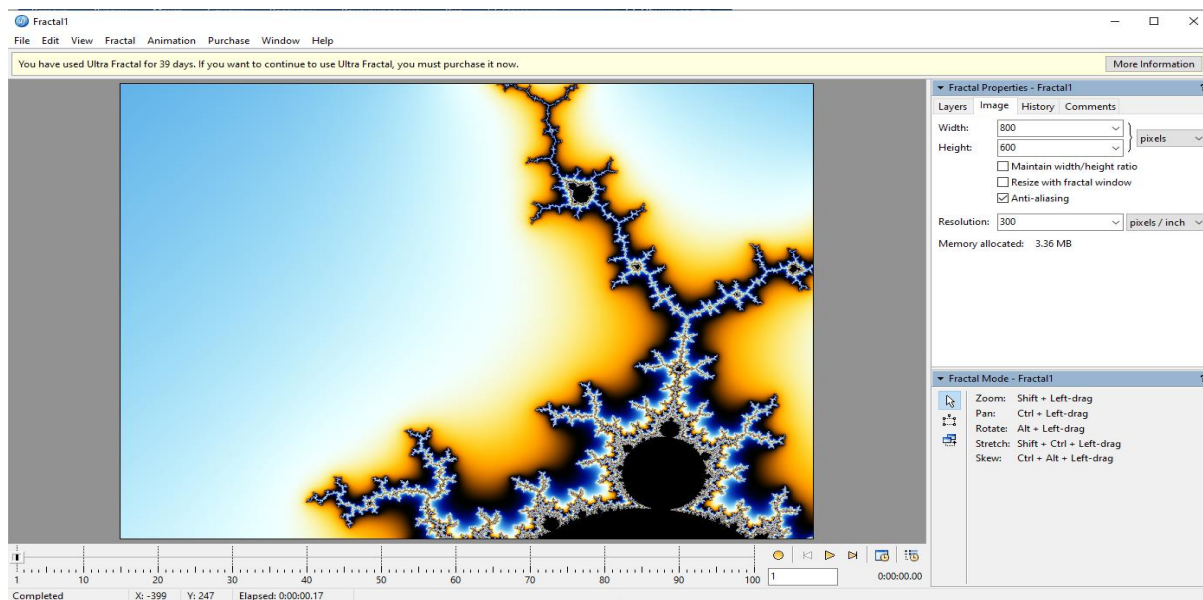 Fractal1
File Edit View Fractal Animation Purchase Window Help
You have used Ultra Fractal for 39 days. If you want to continue to use Ultra Fractal, you must purchase it now.
More Information
Fractal Properties - Fractal1
Layers Image History Comments
Width: 800
pixels
Height: 600
Maintain width/height ratio
Resize with fractal window
Anti-aliasing
Resolution: 300 pixels / inch
Memory allocated: 3.36 MB
Fractal Mode - Fractal1
Zoom: Shift + Left-drag
Pan: Ctrl + Left-drag
Rotate: Alt + Left-drag
Stretch: Shift + Ctrl + Left-drag
Skew: Ctrl + Alt + Left-drag
1 10 20 30 40 50 60 70 80 90 100
1
0:00:00.00
Completed X: -399 Y: 247 Elapsed: 0:00:00.17